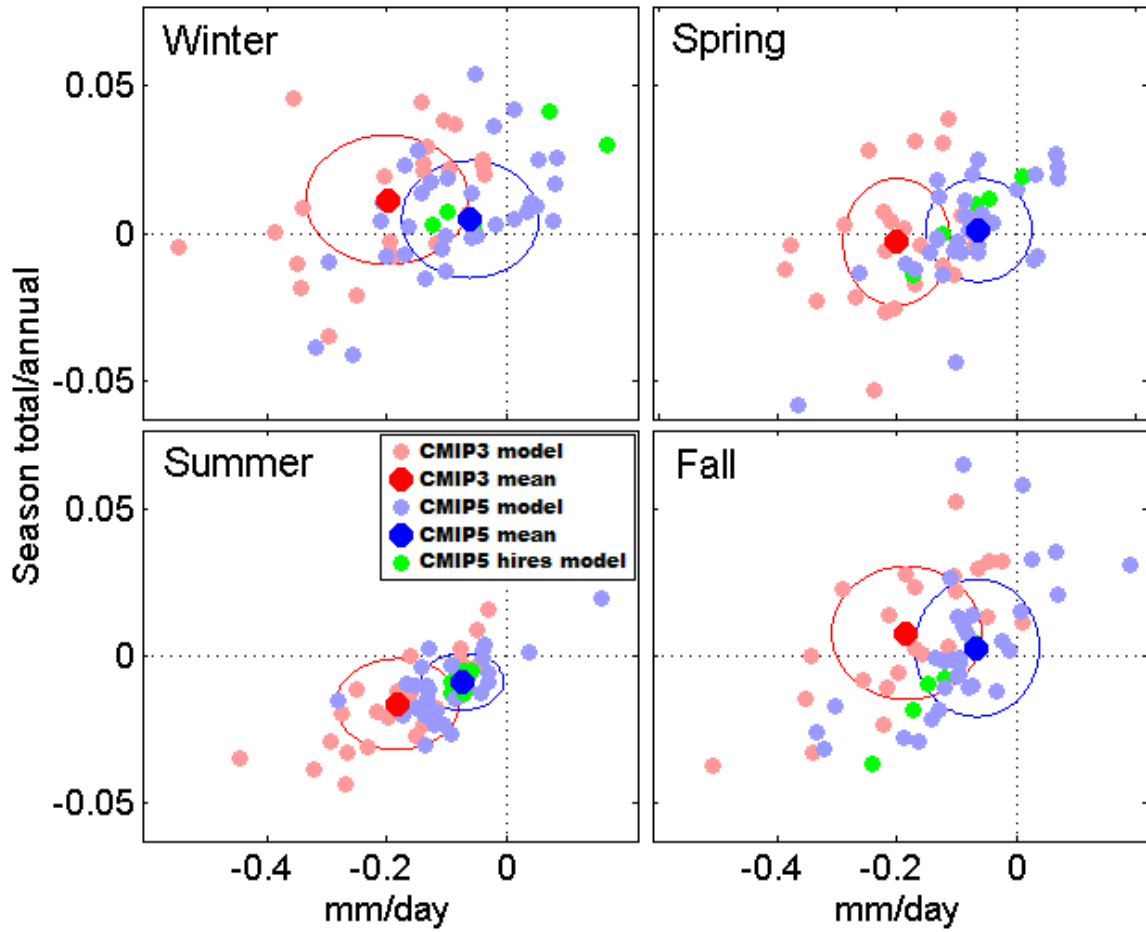 Winter
Spring
0.05
0
-0.05
Season total/annual
Summer
CMIP3 model
CMIP3 mean
CMIP5 model
CMIP5 mean
CMIP5 hires model
Fall
0.05
0
-0.05
-0.4 -0.2 0
-0.4 -0.2 0
mm/day
mm/day